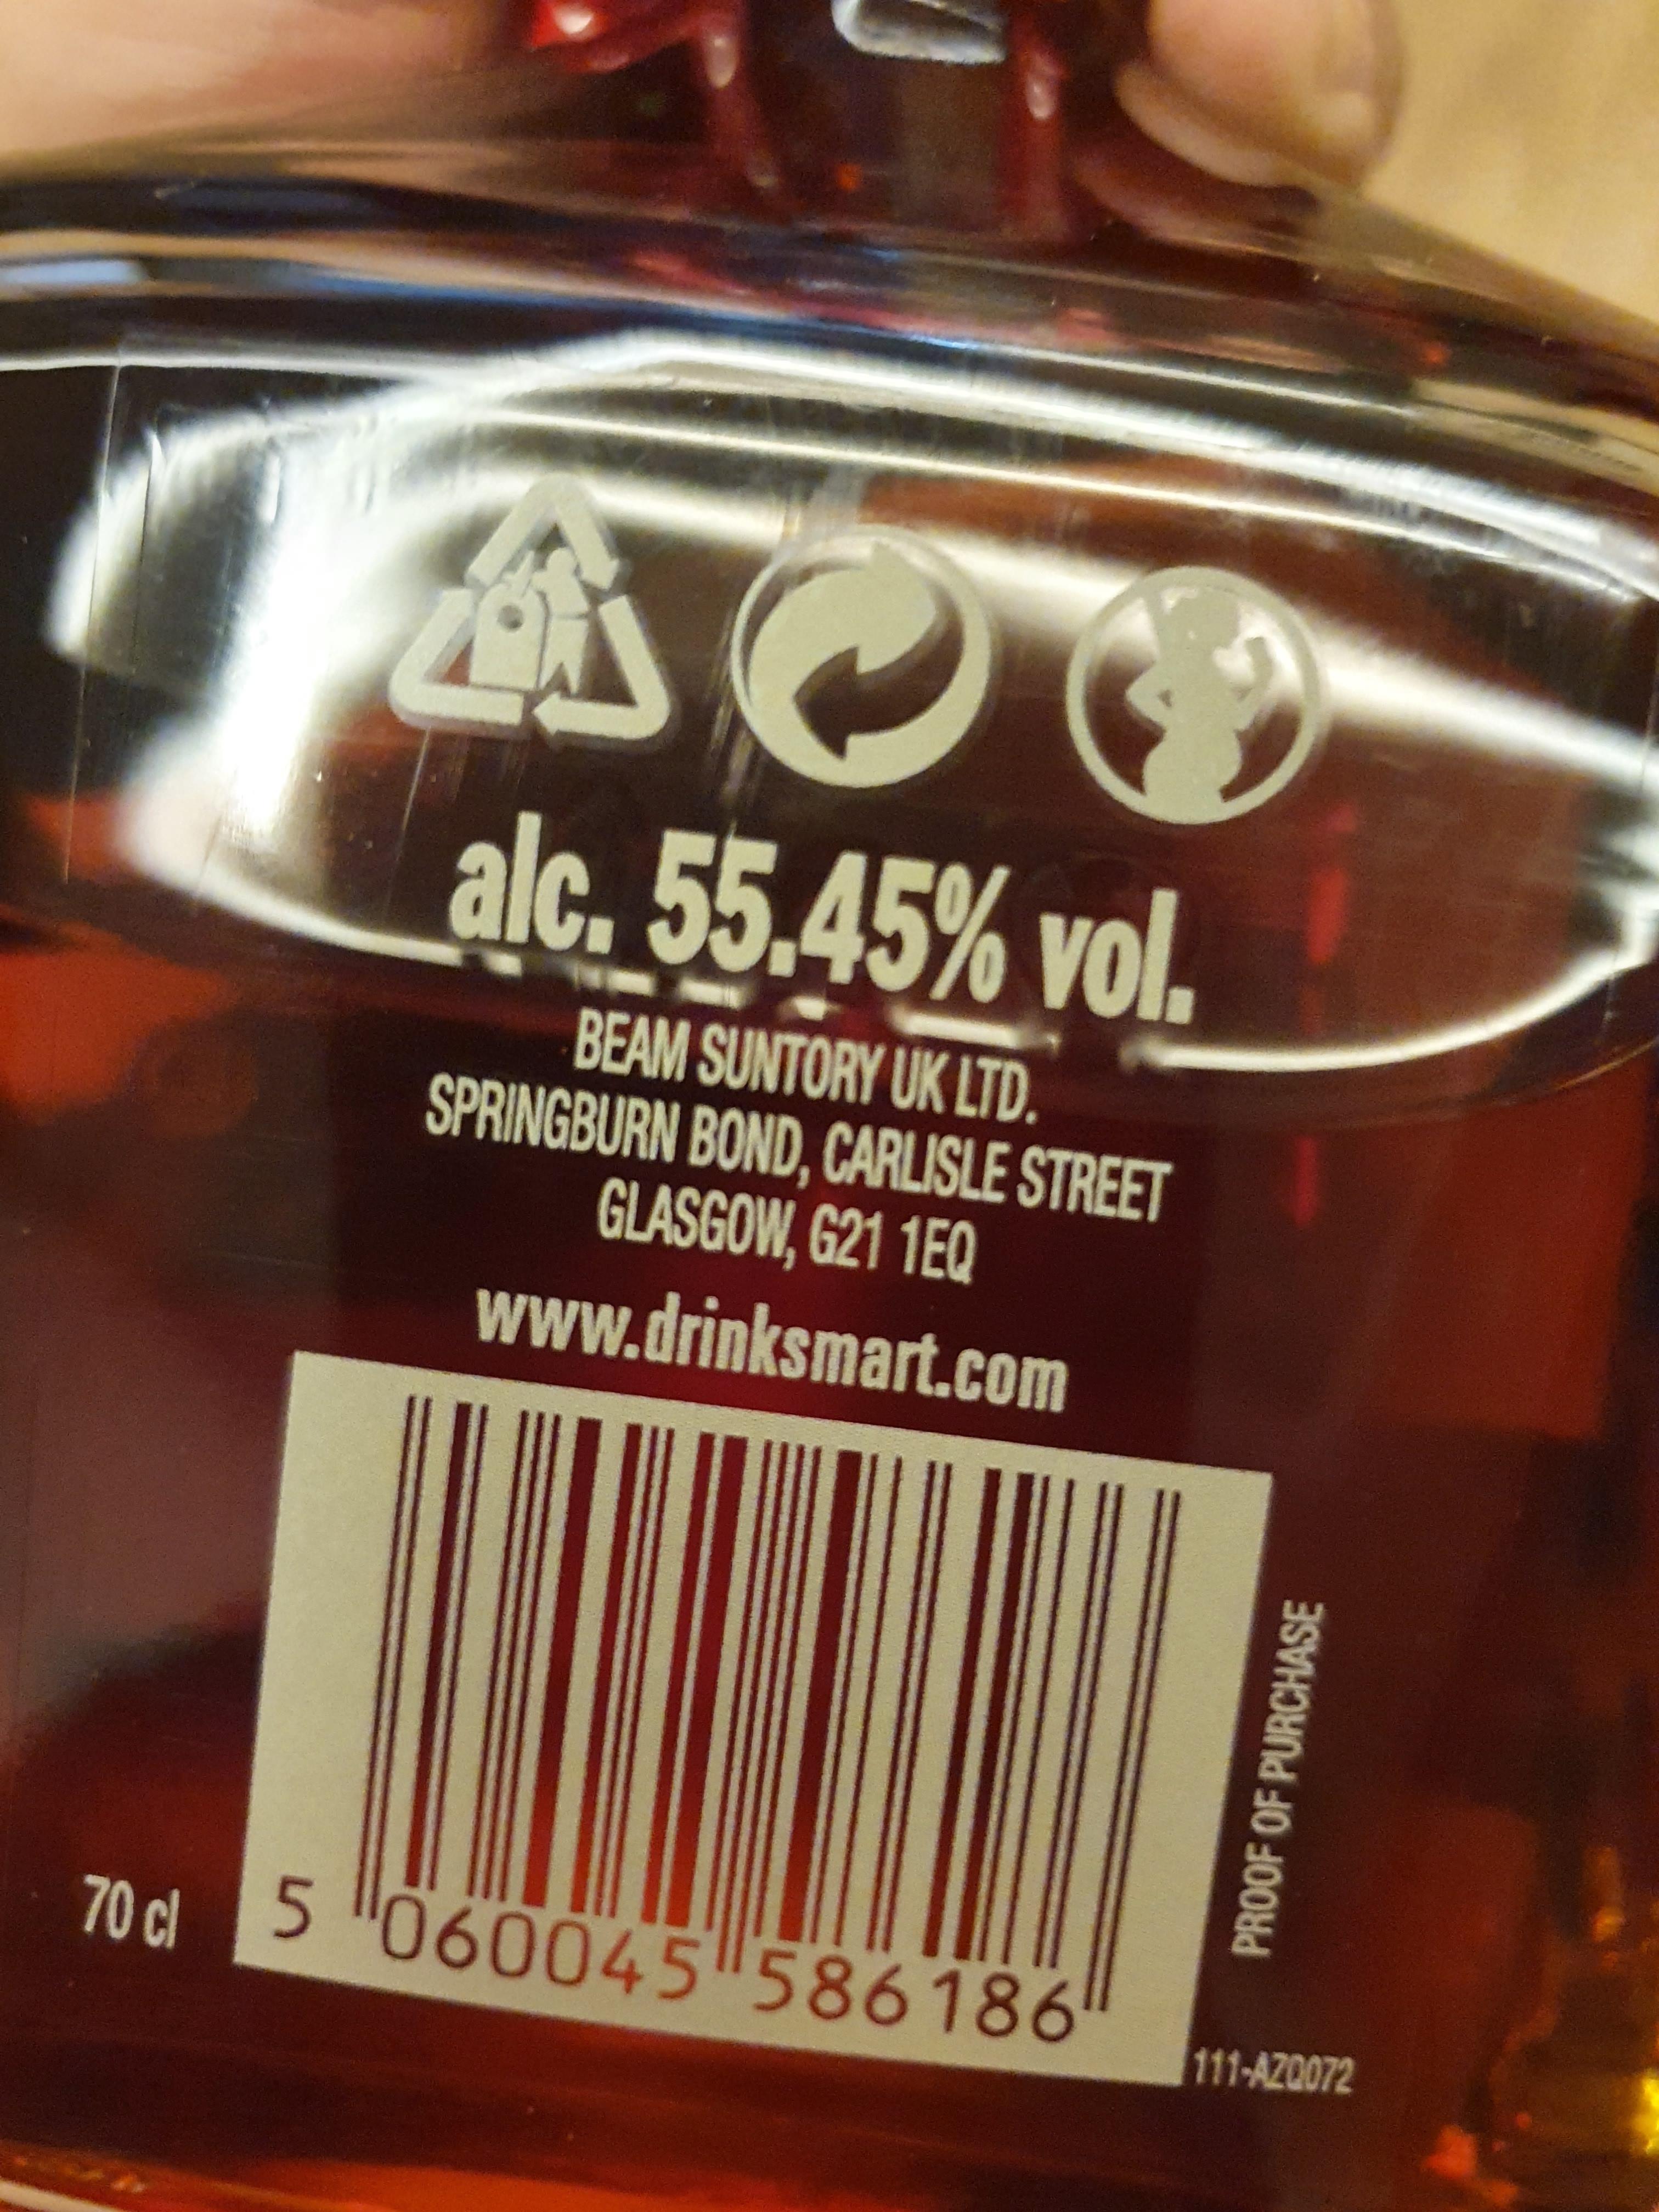 alc. 55.45% vol.
BEAM SUNTORY UK LTD.
SPRINGBURN BOND, CARLISLE STREET
GLASGOW, G21 1EQ
www.drinksmart.com
5 060045 586186
70 cl
PROOF OF PURCHASE
111-AZQ072